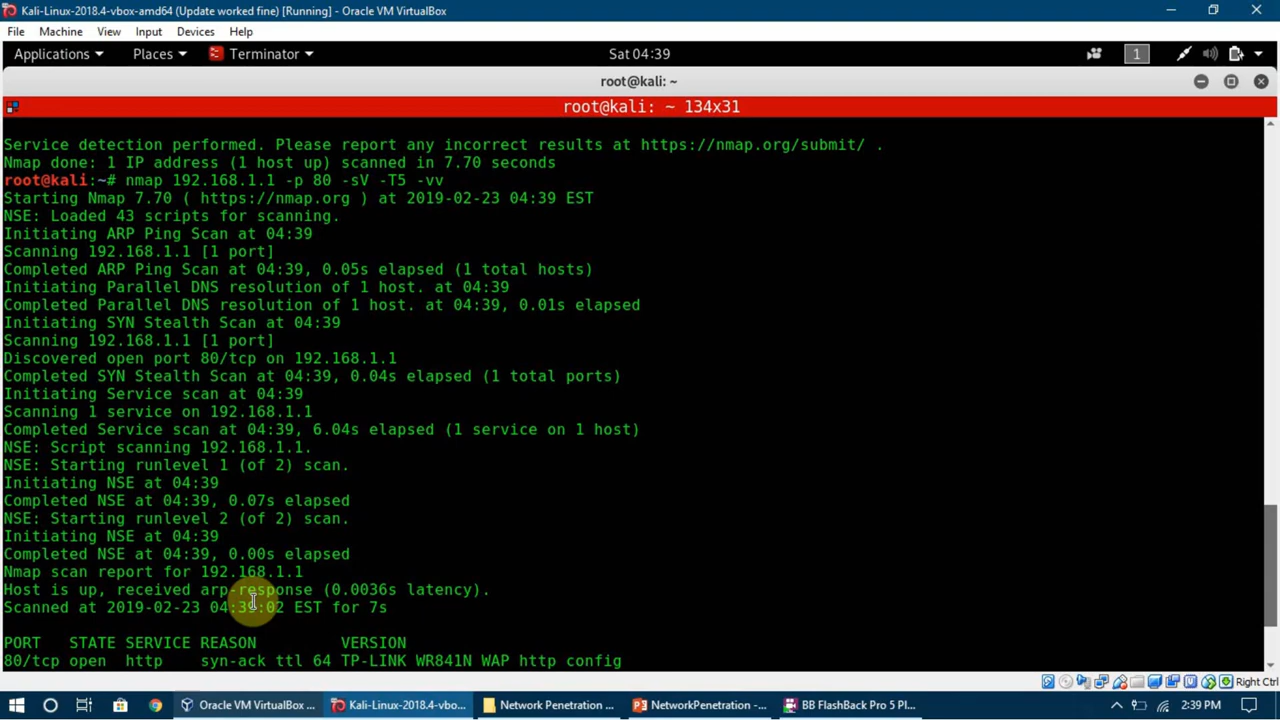 Kali-Linux-2018.4-vbox-amd64 (Update worked fine) [Running] - Oracle VM VirtualBox
File Machine View Input Devices Help
Applications Places Terminator Sat 04:39 1
root@kali: ~
root@kali: ~ 134x31
Service detection performed. Please report any incorrect results at https://nmap.org/submit/ .
Nmap done: 1 IP address (1 host up) scanned in 7.70 seconds
root@kali:~# nmap 192.168.1.1 -p 80 -sV -T5 -vv
Starting Nmap 7.70 ( https://nmap.org ) at 2019-02-23 04:39 EST
NSE: Loaded 43 scripts for scanning.
Initiating ARP Ping Scan at 04:39
Scanning 192.168.1.1 [1 port]
Completed ARP Ping Scan at 04:39, 0.05s elapsed (1 total hosts)
Initiating Parallel DNS resolution of 1 host. at 04:39
Completed Parallel DNS resolution of 1 host. at 04:39, 0.01s elapsed
Initiating SYN Stealth Scan at 04:39
Scanning 192.168.1.1 [1 port]
Discovered open port 80/tcp on 192.168.1.1
Completed SYN Stealth Scan at 04:39, 0.04s elapsed (1 total ports)
Initiating Service scan at 04:39
Scanning 1 service on 192.168.1.1
Completed Service scan at 04:39, 6.04s elapsed (1 service on 1 host)
NSE: Script scanning 192.168.1.1.
NSE: Starting runlevel 1 (of 2) scan.
Initiating NSE at 04:39
Completed NSE at 04:39, 0.07s elapsed
NSE: Starting runlevel 2 (of 2) scan.
Initiating NSE at 04:39
Completed NSE at 04:39, 0.00s elapsed
Nmap scan report for 192.168.1.1
Host is up, received arp-response (0.0036s latency).
Scanned at 2019-02-23 04:39:02 EST for 7s
PORT STATE SERVICE REASON VERSION
80/tcp open http syn-ack ttl 64 TP-LINK WR841N WAP http config
Right Ctrl
Oracle VM VirtualBox ... Kali-Linux-2018.4-vbo... Network Penetration ... NetworkPenetration -... BB FlashBack Pro 5 Pl... 2:39 PM